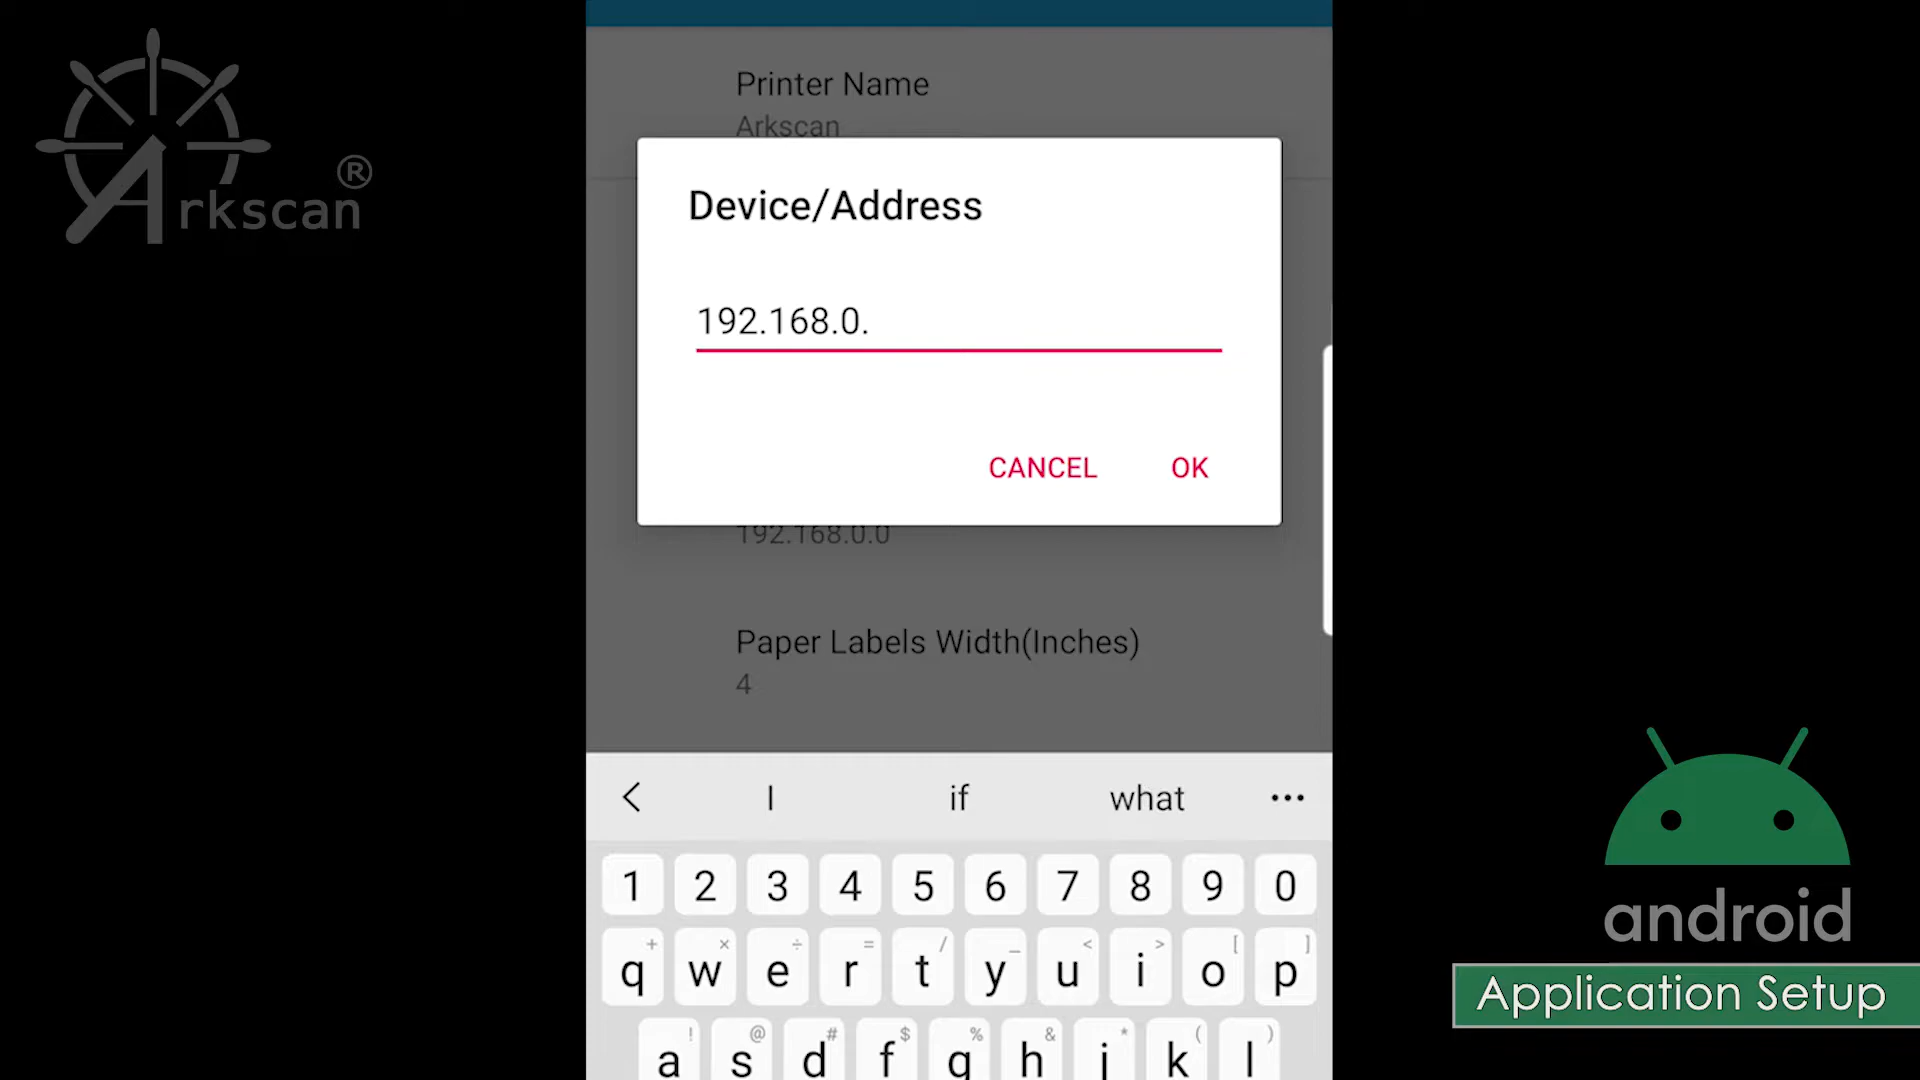 Arkscan®
Printer Name
Arkscan
Device/Address
192.168.0.
CANCEL OK
192.168.0.0
Paper Labels Width(Inches)
4
I if what •••
1 2 3 4 5 6 7 8 9 0
+ × ÷ = / _ < > [ ]
q w e r t y u i o p
! @ # $ % & * ( )
a s d f g h j k l
android
Application Setup